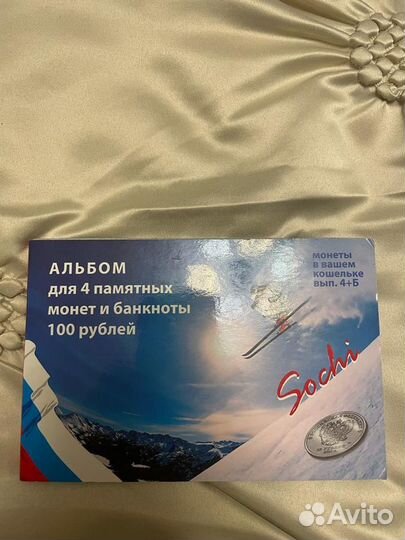 АЛЬБОМ
для 4 памятных
монет и банкноты
100 рублей
монеты
в вашем
кошельке
вып. 4+Б
Sochi
Avito